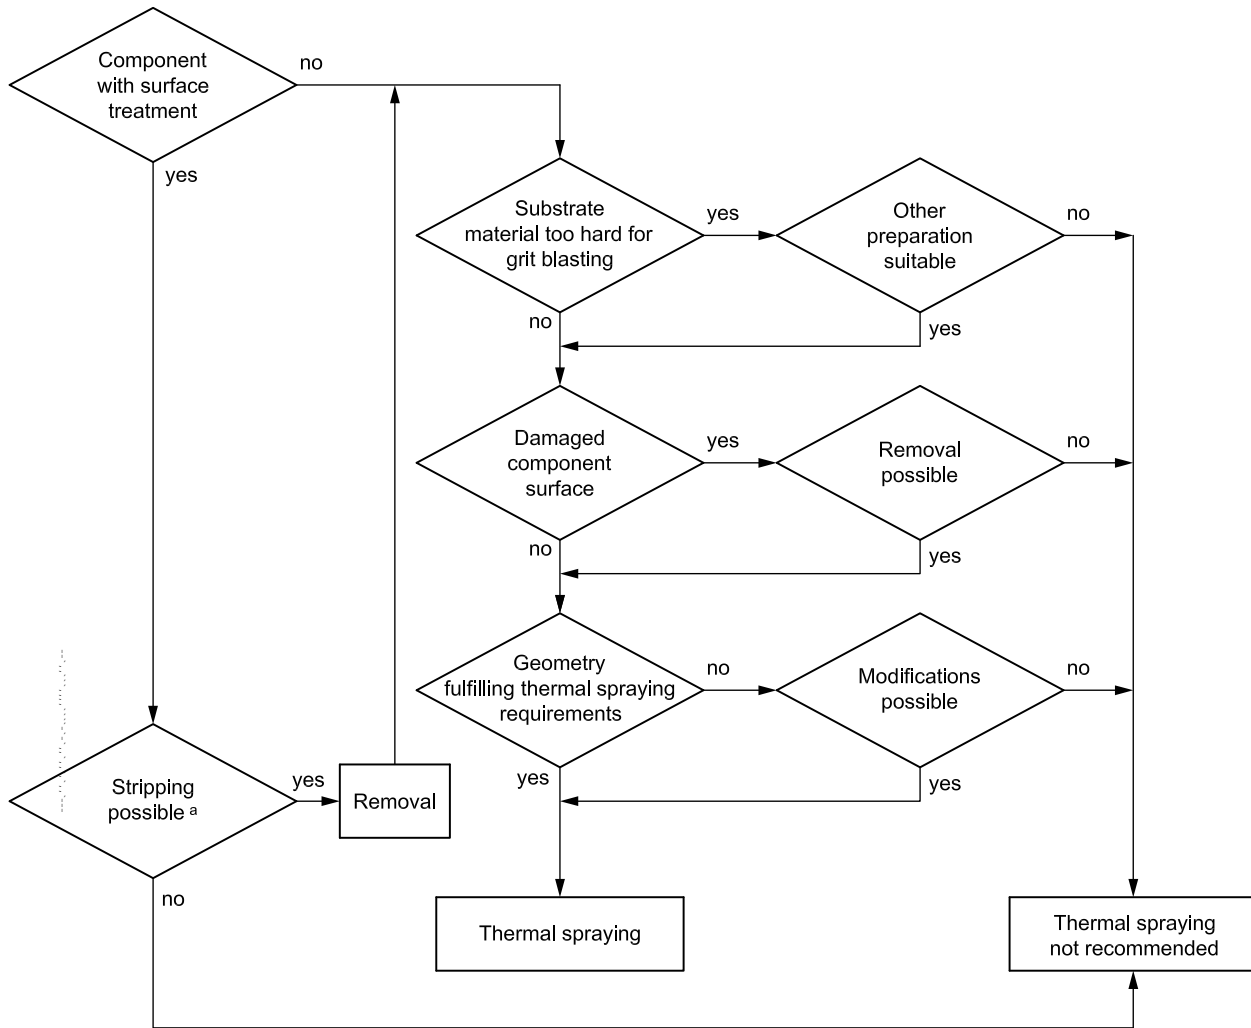 Component
with surface
treatment
no
yes
Substrate
material too hard for
grit blasting
yes
no
Other
preparation
suitable
no
yes
Damaged
component
surface
yes
no
Removal
possible
no
yes
Geometry
fulfilling thermal spraying
requirements
no
yes
Modifications
possible
no
yes
Stripping
possible a
yes
no
Removal
Thermal spraying
Thermal spraying
not recommended